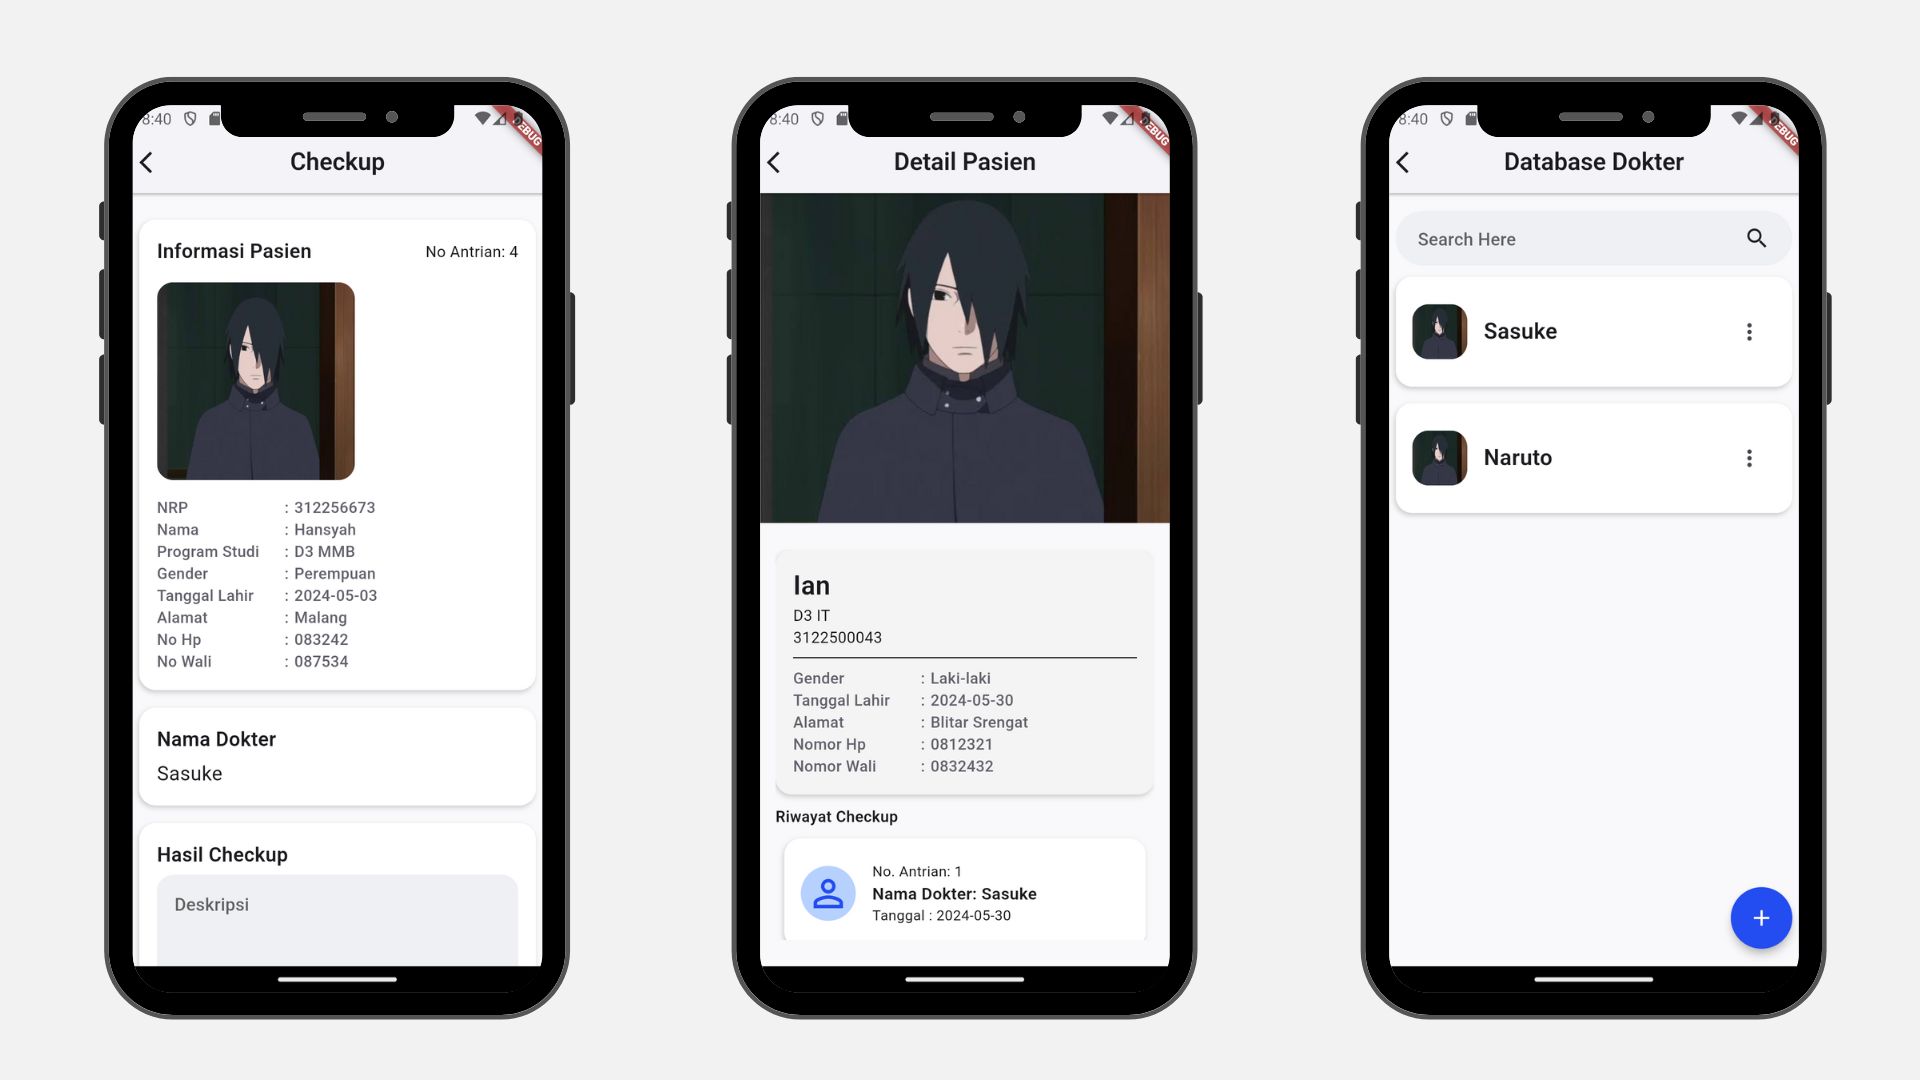 8:40
DEBUG
Checkup
Informasi Pasien
No Antrian: 4
NRP : 312256673
Nama : Hansyah
Program Studi : D3 MMB
Gender : Perempuan
Tanggal Lahir : 2024-05-03
Alamat : Malang
No Hp : 083242
No Wali : 087534
Nama Dokter
Sasuke
Hasil Checkup
Deskripsi
8:40
DEBUG
Detail Pasien
Ian
D3 IT
3122500043
Gender : Laki-laki
Tanggal Lahir : 2024-05-30
Alamat : Blitar Srengat
Nomor Hp : 0812321
Nomor Wali : 0832432
Riwayat Checkup
No. Antrian: 1
Nama Dokter: Sasuke
Tanggal : 2024-05-30
8:40
DEBUG
Database Dokter
Search Here
Sasuke
Naruto